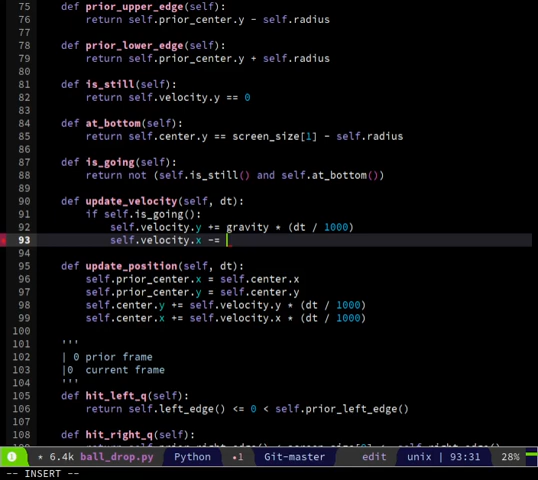 75 def prior_upper_edge(self):
76 return self.prior_center.y - self.radius
77
78 def prior_lower_edge(self):
79 return self.prior_center.y + self.radius
80
81 def is_still(self):
82 return self.velocity.y == 0
83
84 def at_bottom(self):
85 return self.center.y == screen_size[1] - self.radius
86
87 def is_going(self):
88 return not (self.is_still() and self.at_bottom())
89
90 def update_velocity(self, dt):
91 if self.is_going():
92 self.velocity.y += gravity * (dt / 1000)
93 self.velocity.x -=
94
95 def update_position(self, dt):
96 self.prior_center.x = self.center.x
97 self.prior_center.y = self.center.y
98 self.center.y += self.velocity.y * (dt / 1000)
99 self.center.x += self.velocity.x * (dt / 1000)
100
101 '''
102 | 0 prior frame
103 |0 current frame
104 '''
105 def hit_left_q(self):
106 return self.left_edge() <= 0 < self.prior_left_edge()
107
108 def hit_right_q(self):
* 6.4k ball_drop.py Python •1 Git-master edit unix | 93:31 28%
-- INSERT --